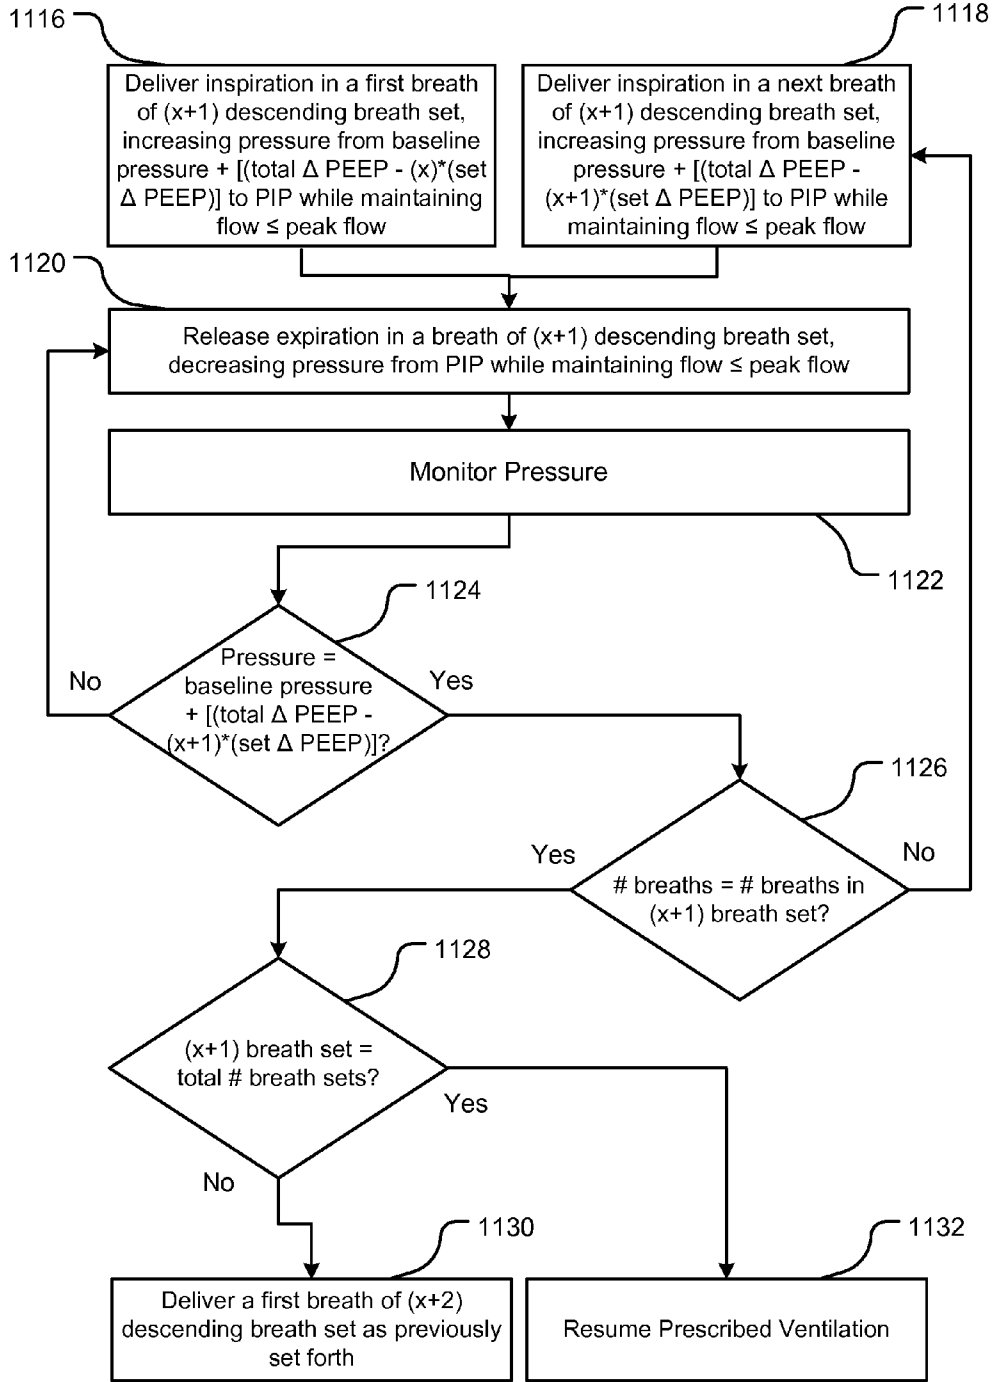 1116
1118
Deliver inspiration in a first breath
of (x+1) descending breath set,
increasing pressure from baseline
pressure + [(total Δ PEEP - (x)*(set
Δ PEEP)] to PIP while maintaining
flow ≤ peak flow
Deliver inspiration in a next breath
of (x+1) descending breath set,
increasing pressure from baseline
pressure + [(total Δ PEEP -
(x+1)*(set Δ PEEP)] to PIP while
maintaining flow ≤ peak flow
1120
Release expiration in a breath of (x+1) descending breath set,
decreasing pressure from PIP while maintaining flow ≤ peak flow
Monitor Pressure
1122
1124
Pressure =
baseline pressure
+ [(total Δ PEEP -
(x+1)*(set Δ PEEP)]?
No
Yes
1126
# breaths = # breaths in
(x+1) breath set?
Yes
No
1128
(x+1) breath set =
total # breath sets?
Yes
No
1130
1132
Deliver a first breath of (x+2)
descending breath set as previously
set forth
Resume Prescribed Ventilation